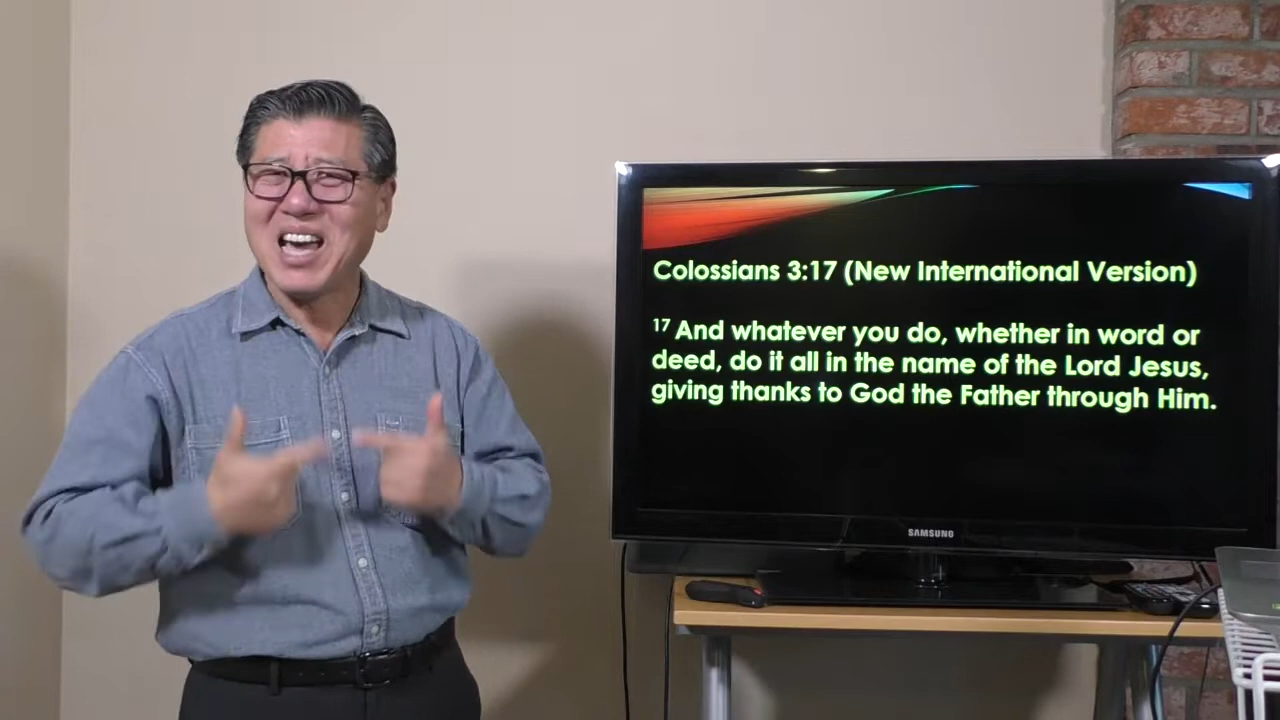 Colossians 3:17 (New International Version)
17 And whatever you do, whether in word or
deed, do it all in the name of the Lord Jesus,
giving thanks to God the Father through Him.
SAMSUNG